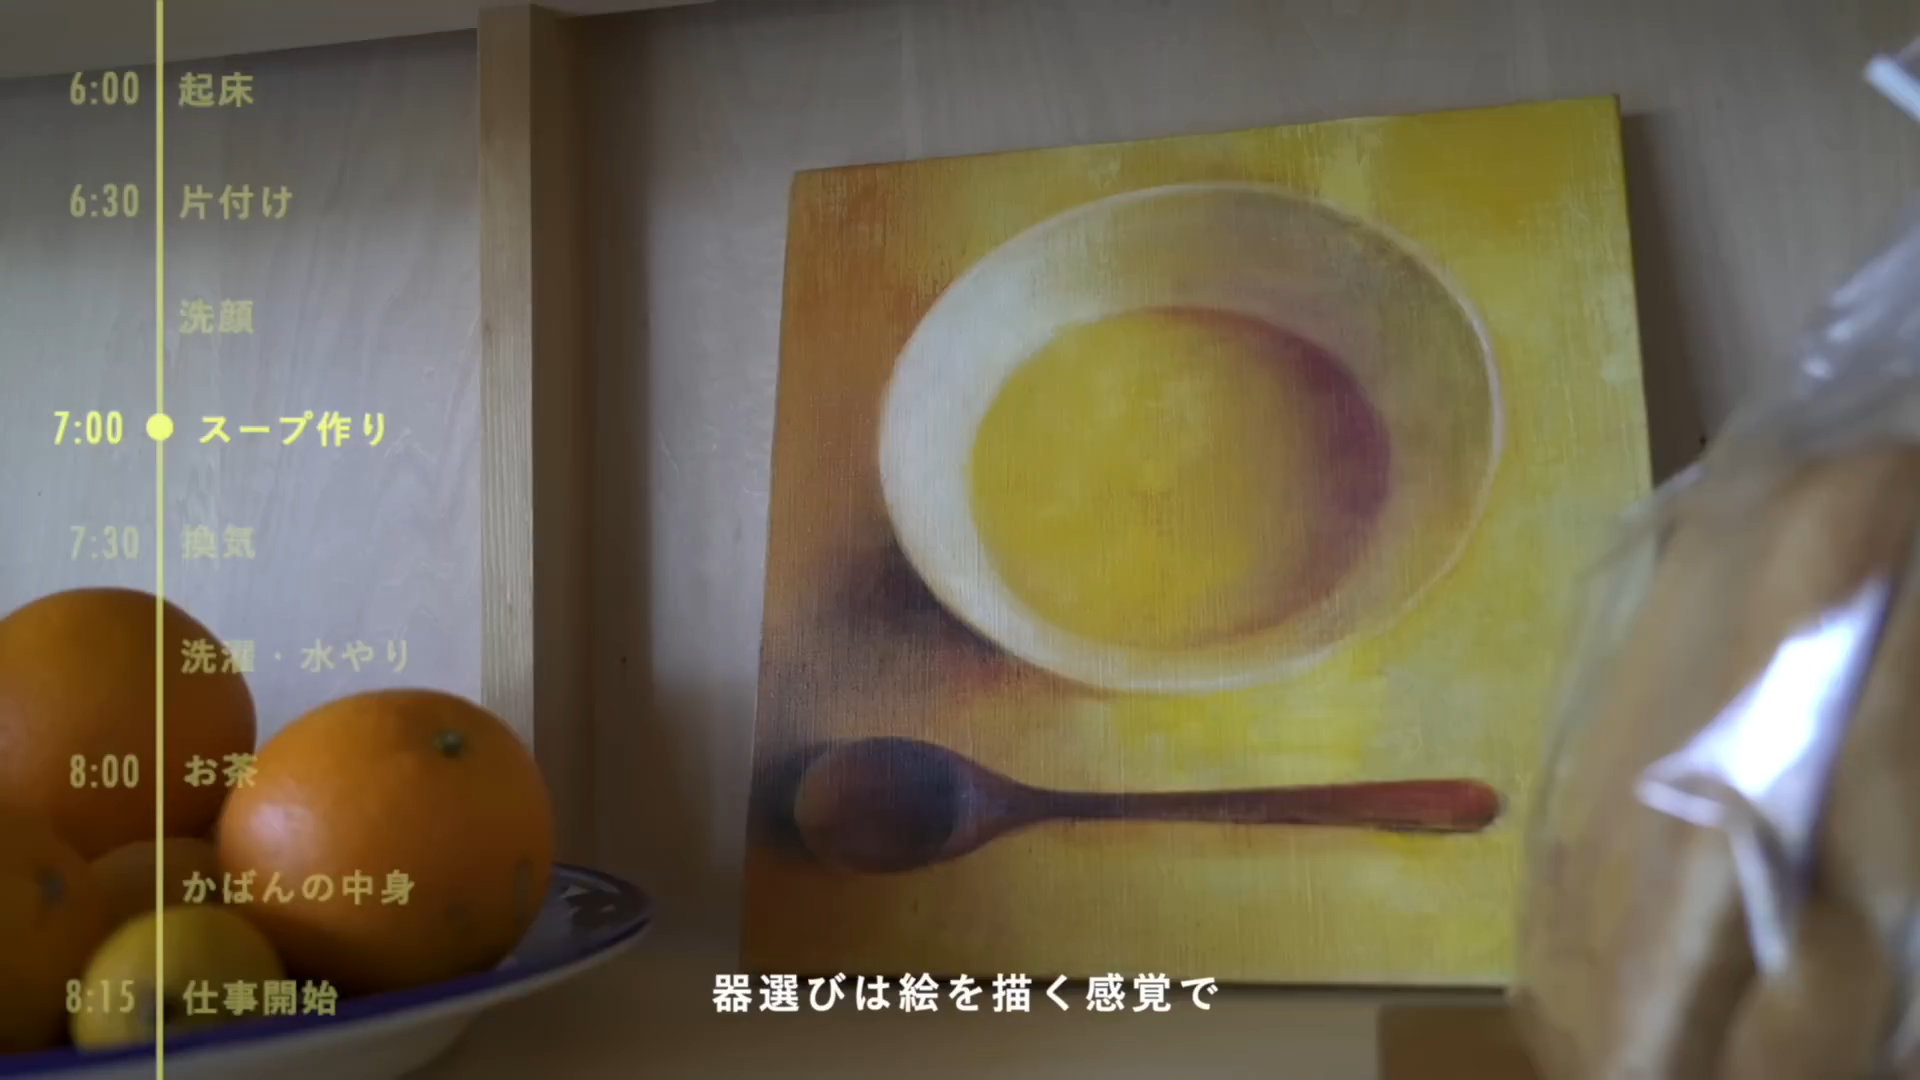 6:00 起床
6:30 片付け
洗顔
7:00 スープ作り
7:30 換気
洗濯・水やり
8:00 お茶
かばんの中身
8:15 仕事開始
器選びは絵を描く感覚で